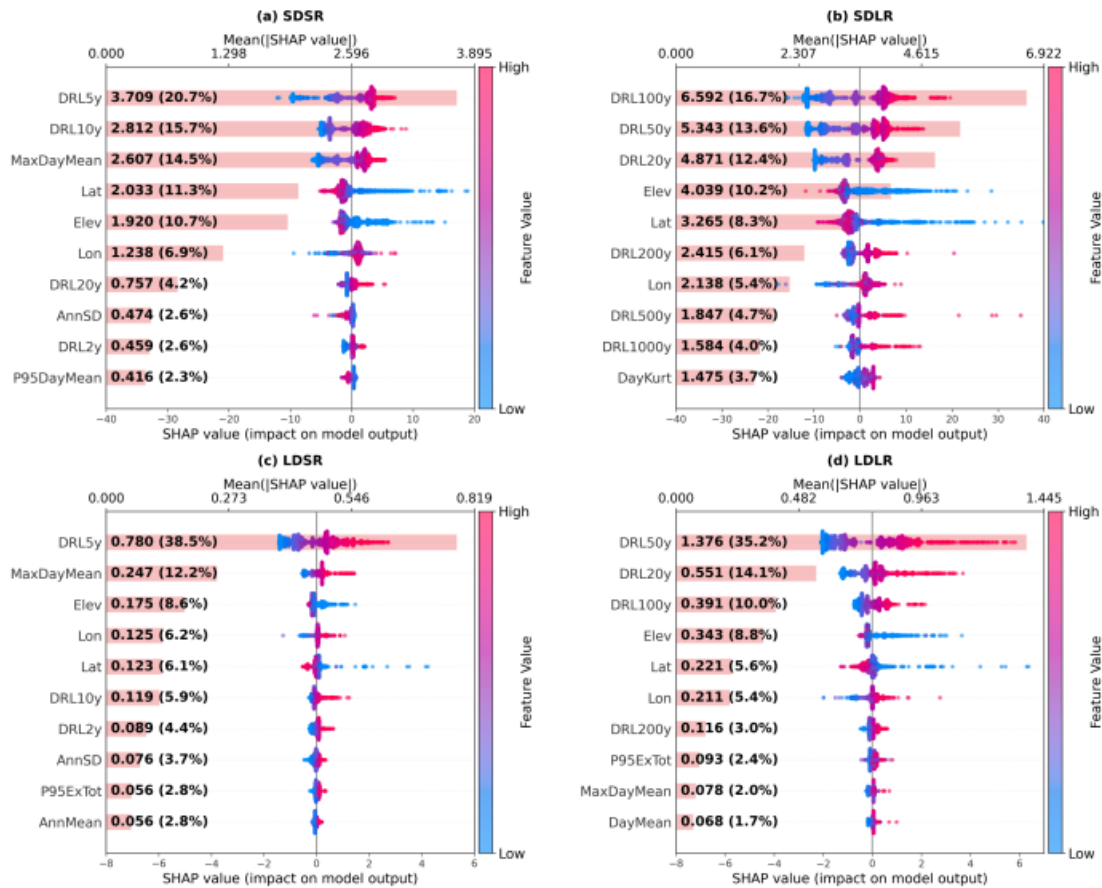 (a) SDSR
Mean(|SHAP value|)
0.000 1.298 2.596 3.895
High
DRL5y 3.709 (20.7%)
DRL10y 2.812 (15.7%)
MaxDayMean 2.607 (14.5%)
Lat 2.033 (11.3%)
Elev 1.920 (10.7%)
Lon 1.238 (6.9%)
DRL20y 0.757 (4.2%)
AnnSD 0.474 (2.6%)
DRL2y 0.459 (2.6%)
P95DayMean 0.416 (2.3%)
Feature Value
Low
−40 −30 −20 −10 0 10 20
SHAP value (impact on model output)
(b) SDLR
Mean(|SHAP value|)
0.000 2.307 4.615 6.922
High
DRL100y 6.592 (16.7%)
DRL50y 5.343 (13.6%)
DRL20y 4.871 (12.4%)
Elev 4.039 (10.2%)
Lat 3.265 (8.3%)
DRL200y 2.415 (6.1%)
Lon 2.138 (5.4%)
DRL500y 1.847 (4.7%)
DRL1000y 1.584 (4.0%)
DayKurt 1.475 (3.7%)
Feature Value
Low
−40 −30 −20 −10 0 10 20 30 40
SHAP value (impact on model output)
(c) LDSR
Mean(|SHAP value|)
0.000 0.273 0.546 0.819
High
DRL5y 0.780 (38.5%)
MaxDayMean 0.247 (12.2%)
Elev 0.175 (8.6%)
Lon 0.125 (6.2%)
Lat 0.123 (6.1%)
DRL10y 0.119 (5.9%)
DRL2y 0.089 (4.4%)
AnnSD 0.076 (3.7%)
P95ExTot 0.056 (2.8%)
AnnMean 0.056 (2.8%)
Feature Value
Low
−8 −6 −4 −2 0 2 4 6
SHAP value (impact on model output)
(d) LDLR
Mean(|SHAP value|)
0.000 0.482 0.963 1.445
High
DRL50y 1.376 (35.2%)
DRL20y 0.551 (14.1%)
DRL100y 0.391 (10.0%)
Elev 0.343 (8.8%)
Lat 0.221 (5.6%)
Lon 0.211 (5.4%)
DRL200y 0.116 (3.0%)
P95ExTot 0.093 (2.4%)
MaxDayMean 0.078 (2.0%)
DayMean 0.068 (1.7%)
Feature Value
Low
−8 −6 −4 −2 0 2 4 6
SHAP value (impact on model output)